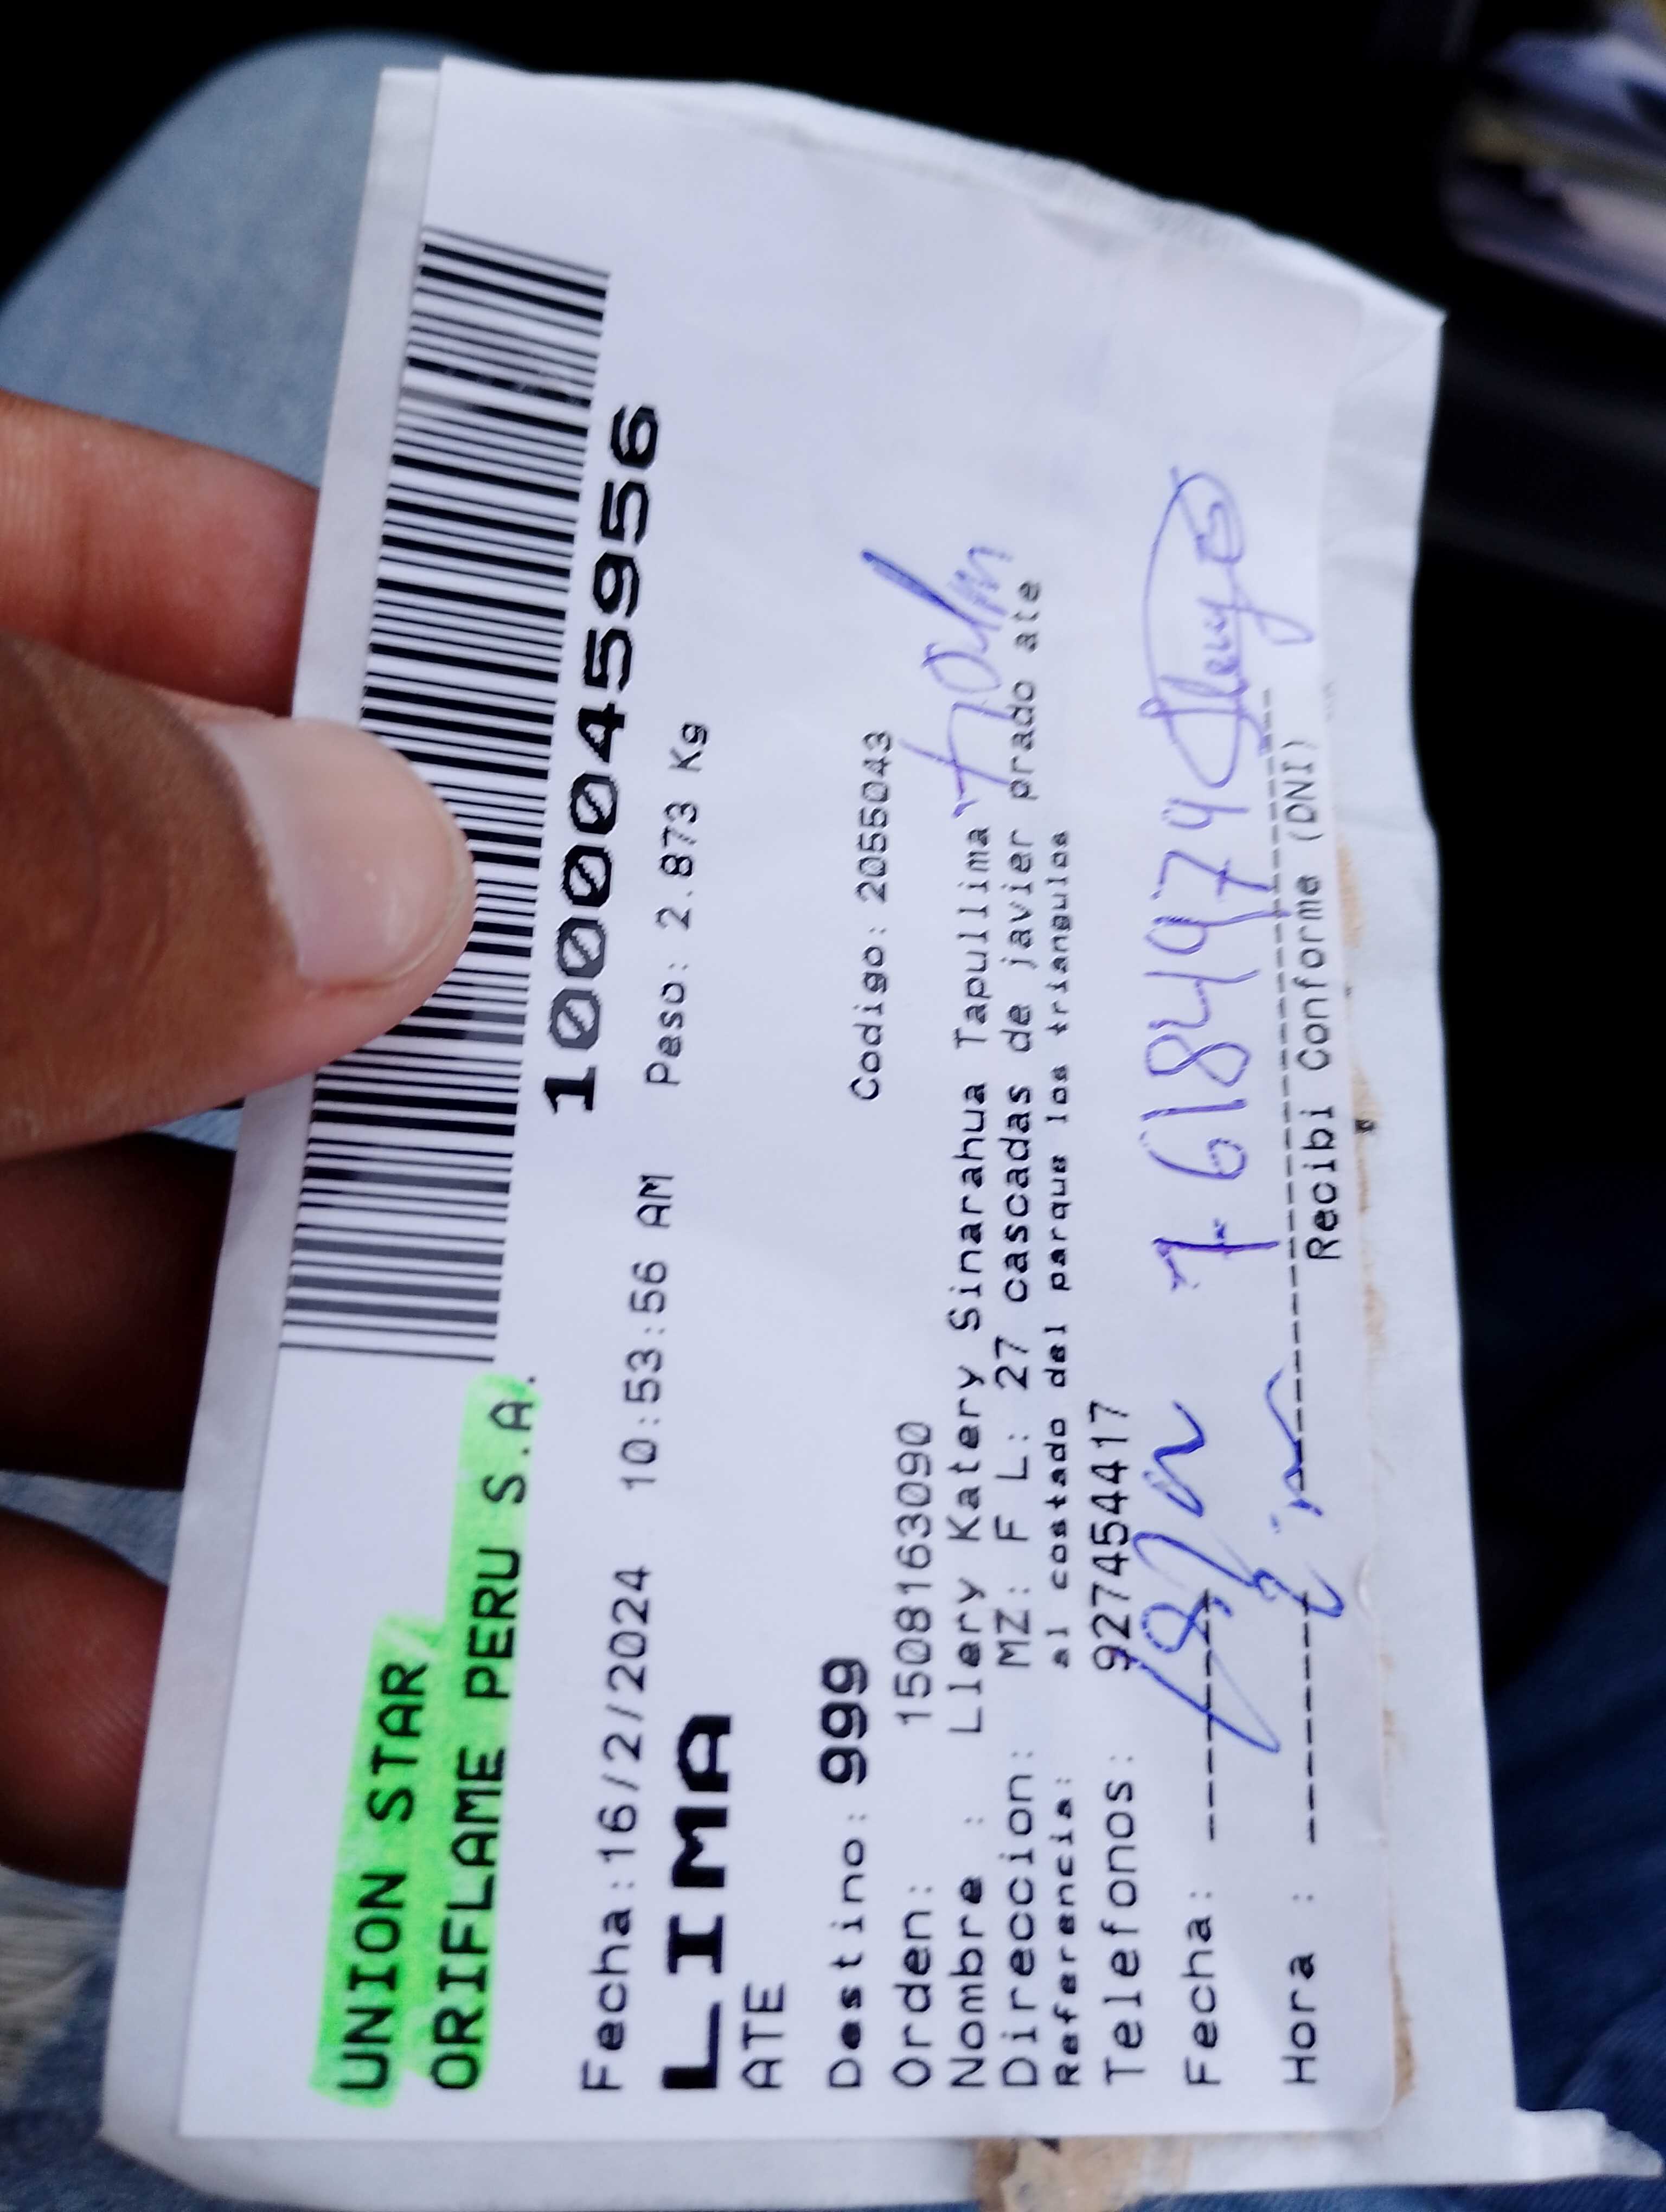 UNION STAR
ORIFLAME PERU S.A.
1000045956
Fecha:16/2/2024 10:53:56 AM Peso: 2.873 Kg
LIMA
ATE
Destino: 999 Codigo: 2055043
Orden: 1508163090
Nombre : Llery Katery Sinarahua Tapullima
Direccion: MZ: F L: 27 cascadas de javier prado ate
Referencia: al costado del parque los triangulos
Telefonos: 927454417
Fecha:
76184974
Hora :
Recibi Conforme (DNI)